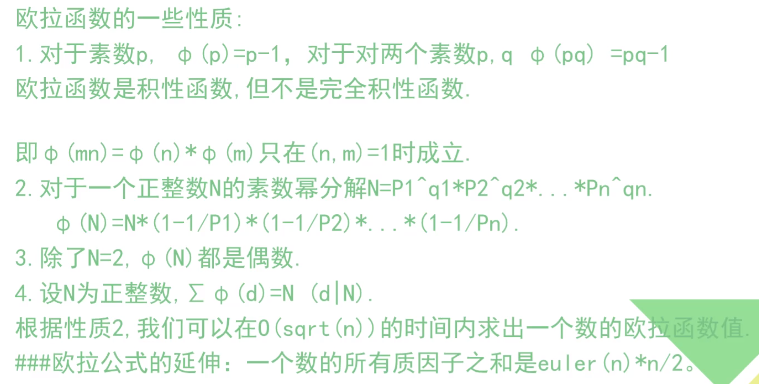 欧拉函数的一些性质:
1.对于素数p, φ(p)=p-1，对于对两个素数p,q φ(pq) =pq-1
欧拉函数是积性函数,但不是完全积性函数.
即φ(mn)=φ(n)*φ(m)只在(n,m)=1时成立.
2.对于一个正整数N的素数幂分解N=P1^q1*P2^q2*...*Pn^qn.
φ(N)=N*(1-1/P1)*(1-1/P2)*...*(1-1/Pn).
3.除了N=2,φ(N)都是偶数.
4.设N为正整数,∑φ(d)=N (d|N).
根据性质2,我们可以在O(sqrt(n))的时间内求出一个数的欧拉函数值.
###欧拉公式的延伸：一个数的所有质因子之和是euler(n)*n/2。